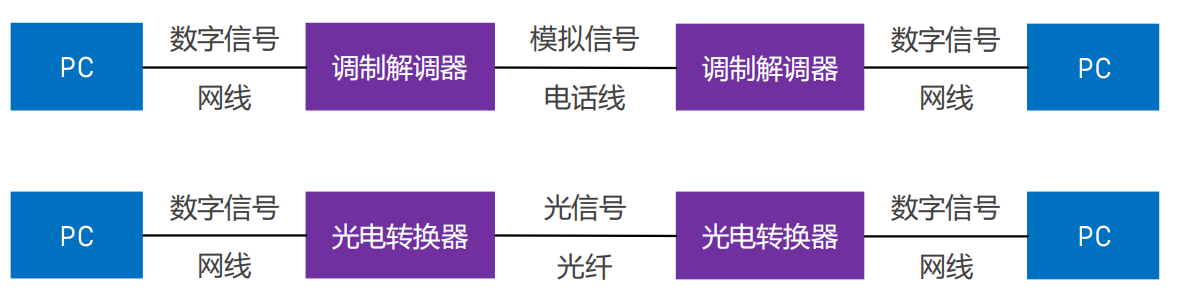 数字信号 模拟信号 数字信号
PC 调制解调器 调制解调器 PC
网线 电话线 网线
数字信号 光信号 数字信号
PC 光电转换器 光电转换器 PC
网线 光纤 网线